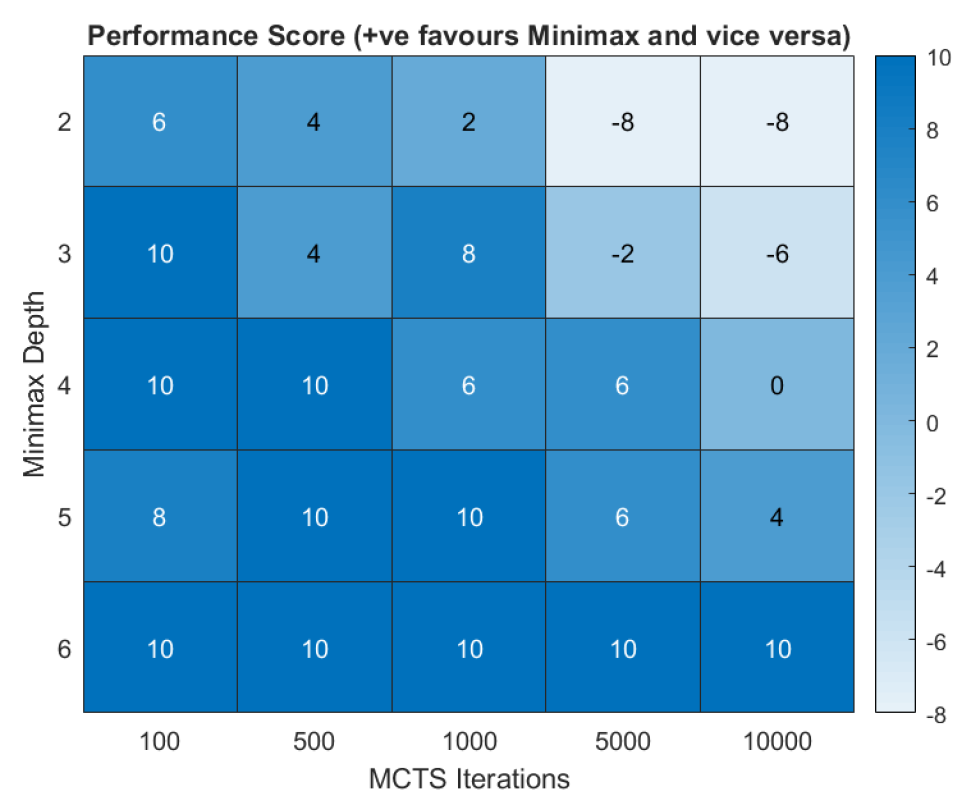 Performance Score (+ve favours Minimax and vice versa)
2 6 4 2 -8 -8
3 10 4 8 -2 -6
4 10 10 6 6 0
5 8 10 10 6 4
6 10 10 10 10 10
100 500 1000 5000 10000
MCTS Iterations
Minimax Depth
10
8
6
4
2
0
-2
-4
-6
-8